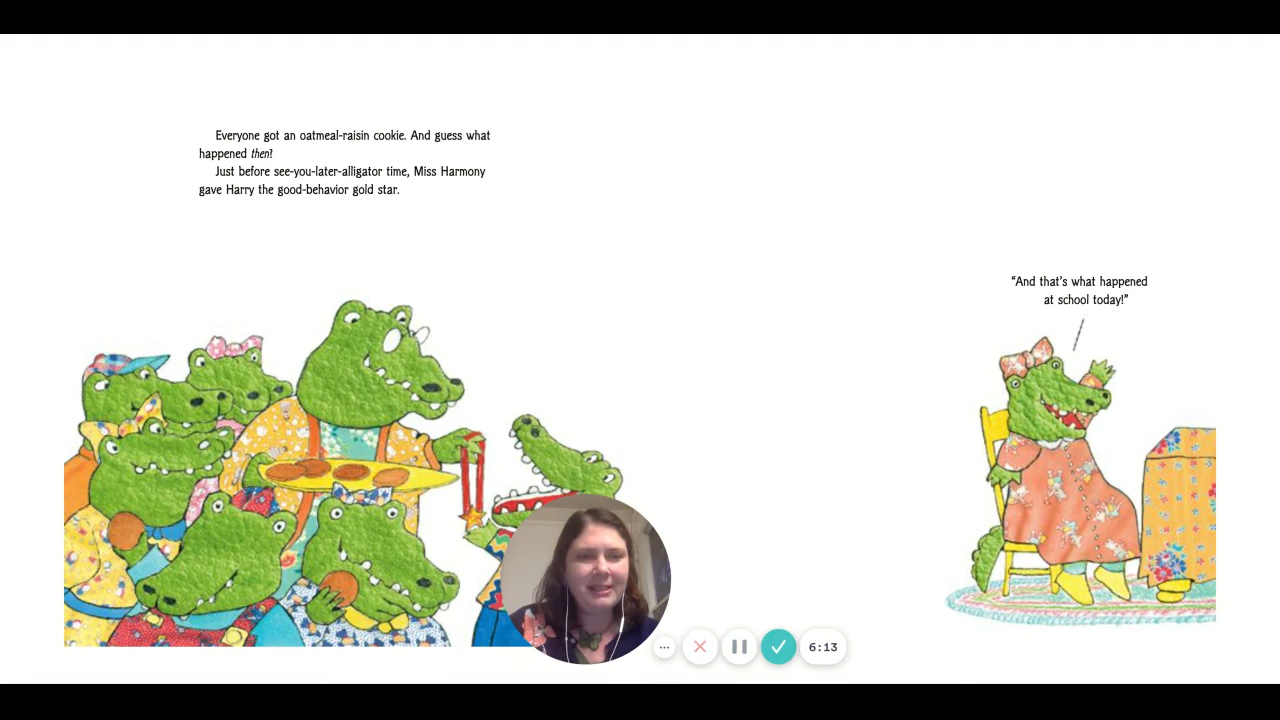 Everyone got an oatmeal-raisin cookie. And guess what
happened then?
Just before see-you-later-alligator time, Miss Harmony
gave Harry the good-behavior gold star.
“And that’s what happened
at school today!”
6:13